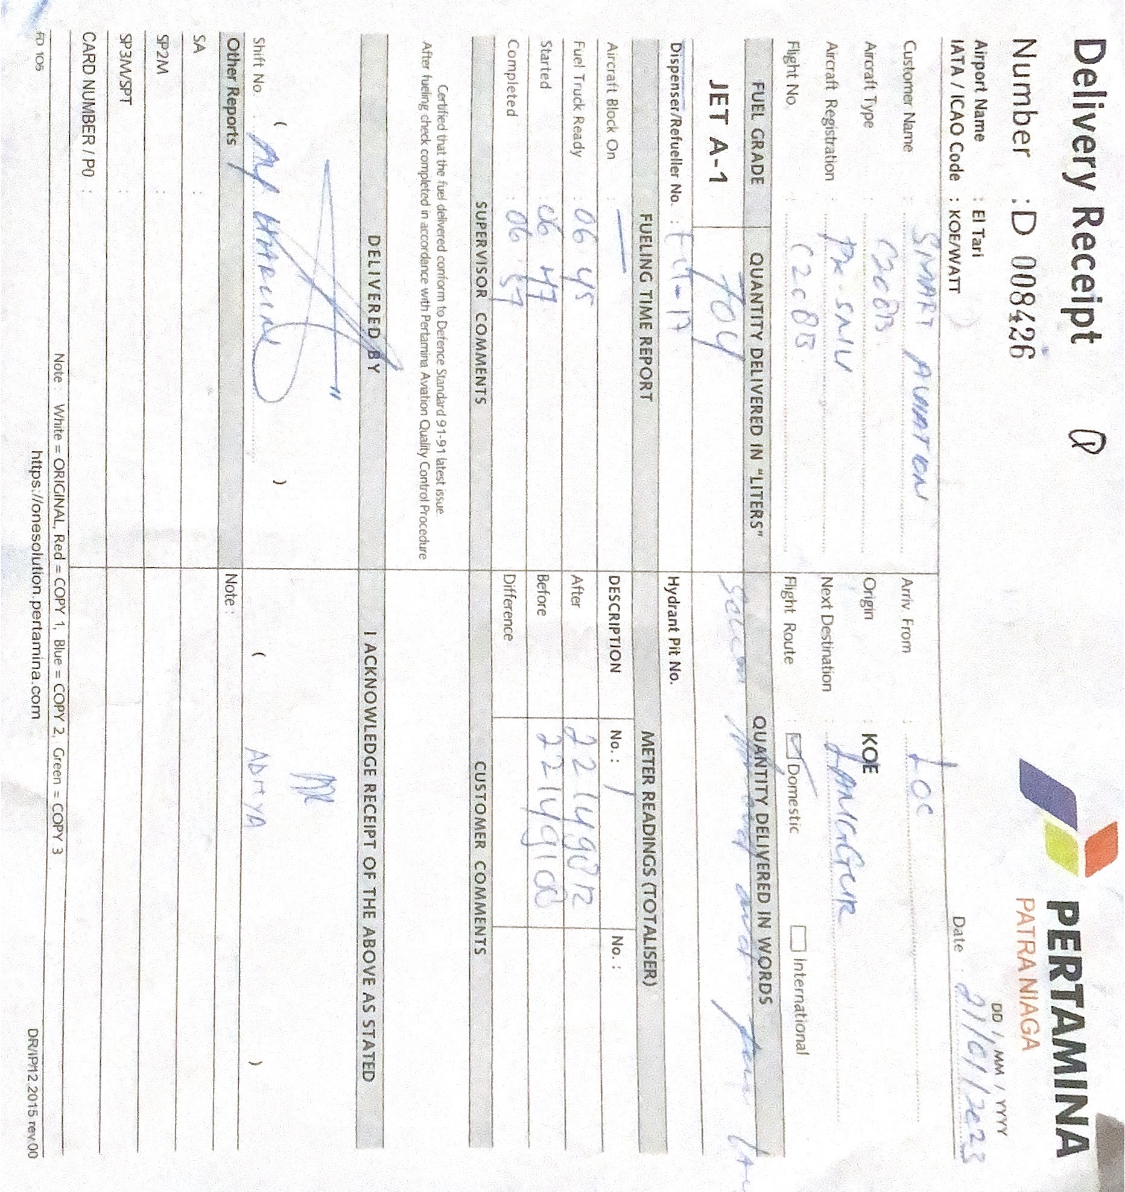 Delivery Receipt
Number : D 008426
PERTAMINA
PATRA NIAGA
DD / MM / YYYY
Airport Name : El Tari
Date : 21/01/2023
IATA / ICAO Code : KOE/WATT
Customer Name : SMART AVIATION
Arriv From : LOC
Aircraft Type : C208B
Origin : KOE
Aircraft Registration : PK-SNW
Next Destination : LANGGUR
Flight No. : C208B
Flight Route : Domestic International
FUEL GRADE
QUANTITY DELIVERED IN "LITERS"
QUANTITY DELIVERED IN WORDS
JET A-1
704
Dispenser/Refueller No. :
Hydrant Pit No.
FUELING TIME REPORT
METER READINGS (TOTALISER)
Aircraft Block On :
DESCRIPTION
No. : 1
No. :
Fuel Truck Ready : 06 45
After
Started : 06 47
Before
Completed : 06 57
Difference
SUPERVISOR COMMENTS
CUSTOMER COMMENTS
Certified that the fuel delivered conform to Defence Standard 91-91 latest issue
After fueling check completed in accordance with Pertamina Aviation Quality Control Procedure
DELIVERED BY
I ACKNOWLEDGE RECEIPT OF THE ABOVE AS STATED
Shift No. ( HARUN )
( ADITYA )
Other Reports
Note :
SA :
SP2M :
SP3M/SPT :
CARD NUMBER / PO :
Note : White = ORIGINAL, Red = COPY 1, Blue = COPY 2, Green = COPY 3
FD 105
https://onesolution.pertamina.com
DR/IP/12.2015 rev.00